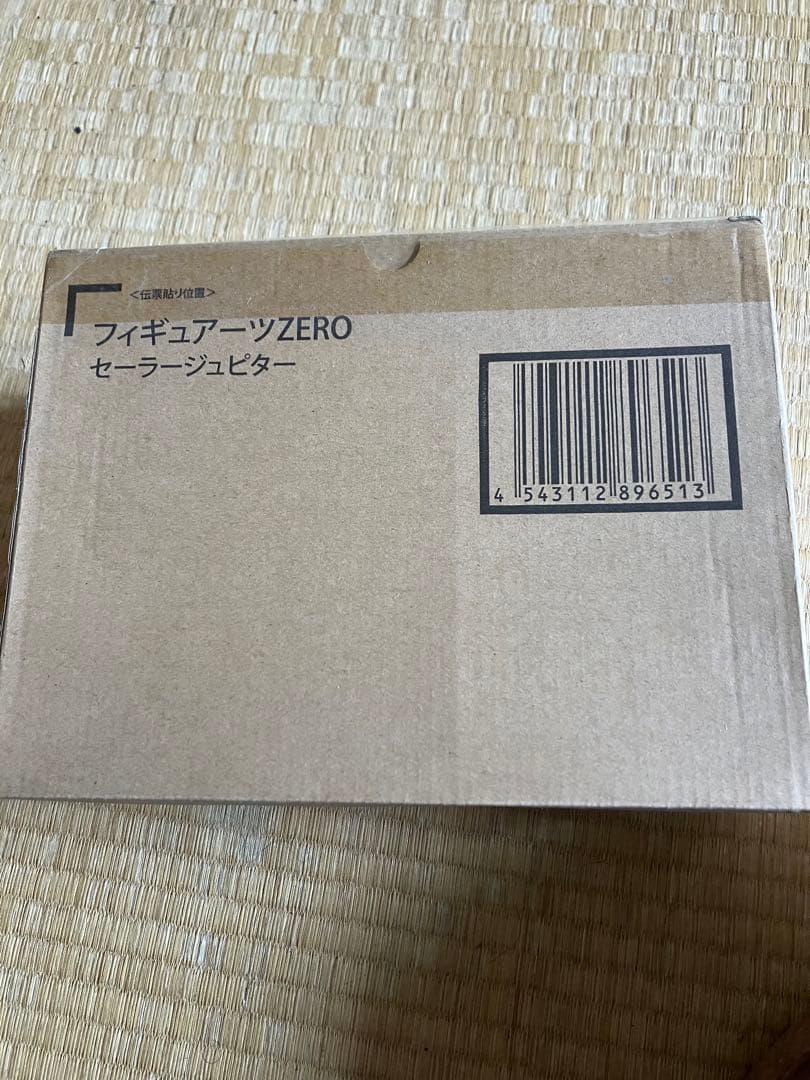 <伝票貼り位置>
フィギュアーツZERO
セーラージュピター
4 543112 896513